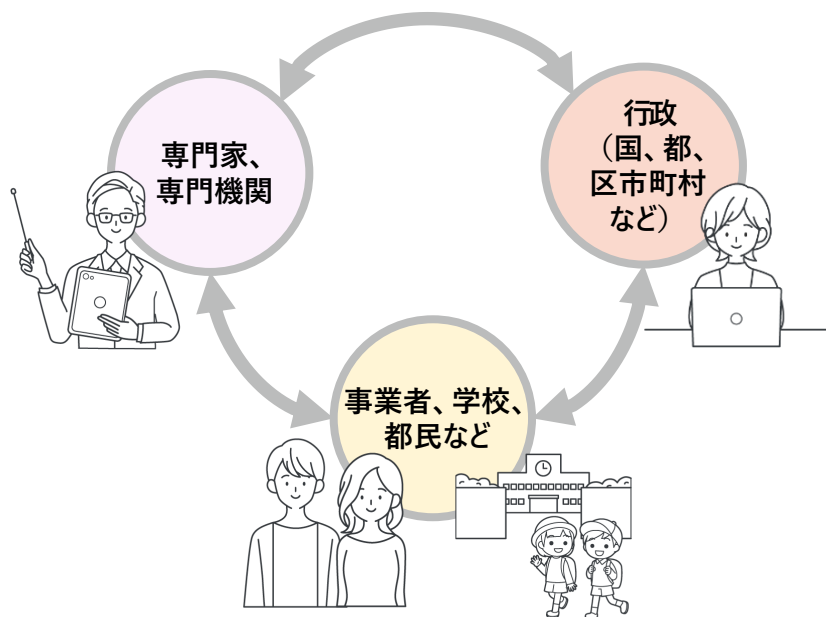 専門家、
専門機関
行政
（国、都、
区市町村
など）
事業者、学校、
都民など